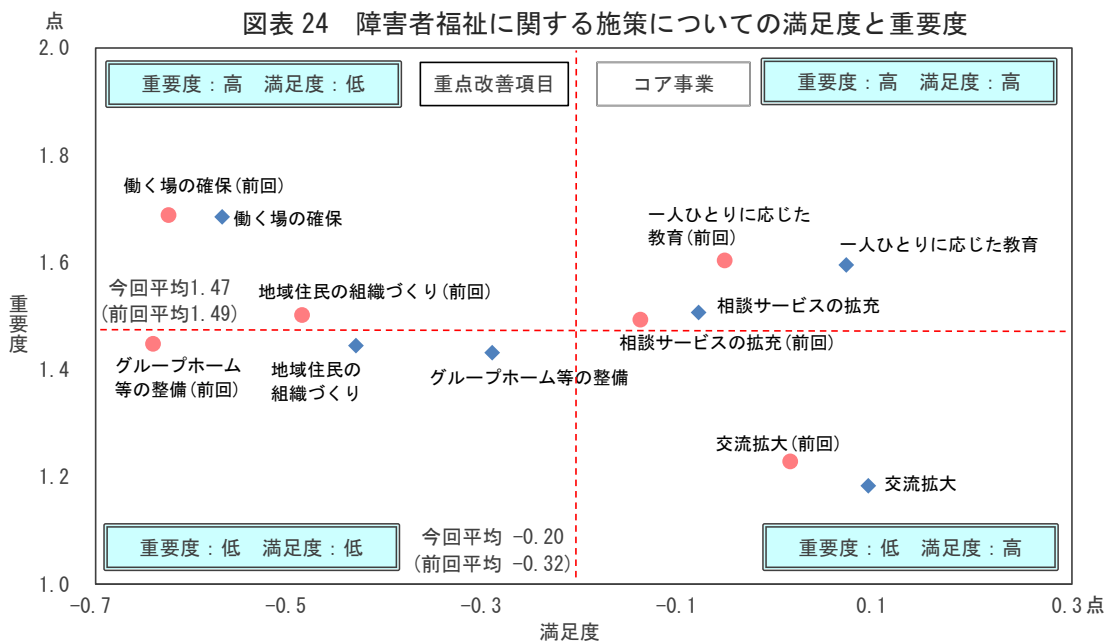 図表 24　障害者福祉に関する施策についての満足度と重要度
点
2.0
重要度：高　満足度：低
重点改善項目
コア事業
重要度：高　満足度：高
1.8
働く場の確保(前回)
働く場の確保
一人ひとりに応じた
教育(前回)
一人ひとりに応じた教育
1.6
今回平均1.47
(前回平均1.49)
地域住民の組織づくり(前回)
相談サービスの拡充
重要度
相談サービスの拡充(前回)
1.4
グループホーム
等の整備(前回)
地域住民の
組織づくり
グループホーム等の整備
交流拡大(前回)
1.2
交流拡大
重要度：低　満足度：低
今回平均 -0.20
(前回平均 -0.32)
重要度：低　満足度：高
1.0
-0.7
-0.5
-0.3
-0.1
0.1
0.3 点
満足度